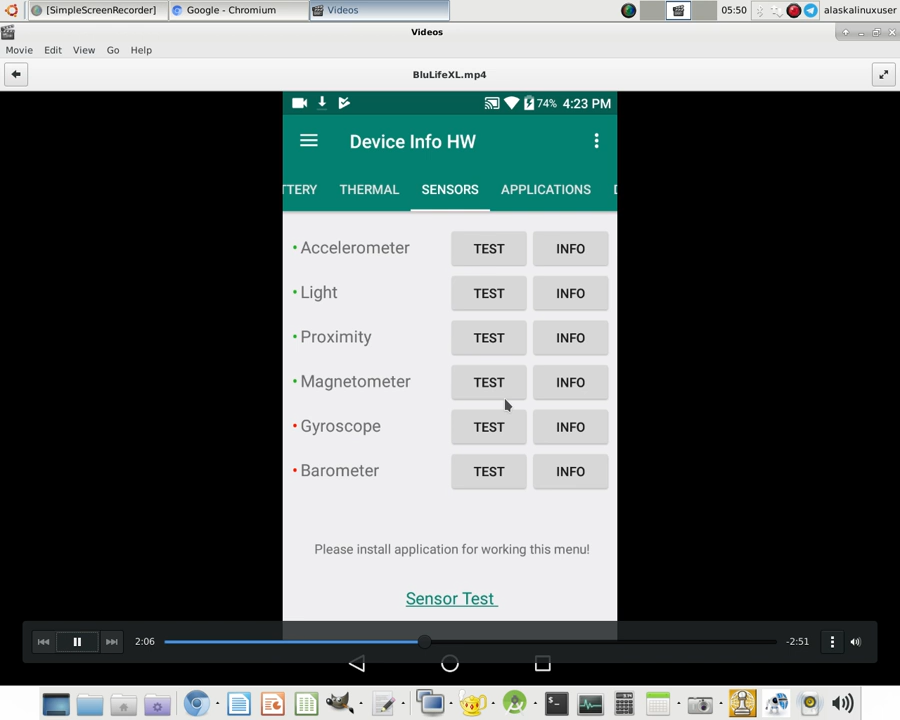 [SimpleScreenRecorder]
Google - Chromium
Videos
05:50
alaskalinuxuser
Videos
Movie Edit View Go Help
BluLifeXL.mp4
74% 4:23 PM
Device Info HW
TTERY THERMAL SENSORS APPLICATIONS
Accelerometer TEST INFO
Light TEST INFO
Proximity TEST INFO
Magnetometer TEST INFO
Gyroscope TEST INFO
Barometer TEST INFO
Please install application for working this menu!
Sensor Test
2:06 -2:51